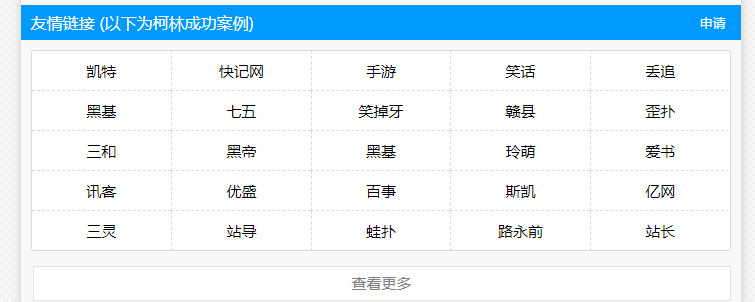 友情链接 (以下为柯林成功案例) 申请
凯特 快记网 手游 笑话 丢追
黑基 七五 笑掉牙 赣县 歪扑
三和 黑帝 黑基 玲萌 爱书
讯客 优盛 百事 斯凯 亿网
三灵 站导 蛙扑 路永前 站长
查看更多